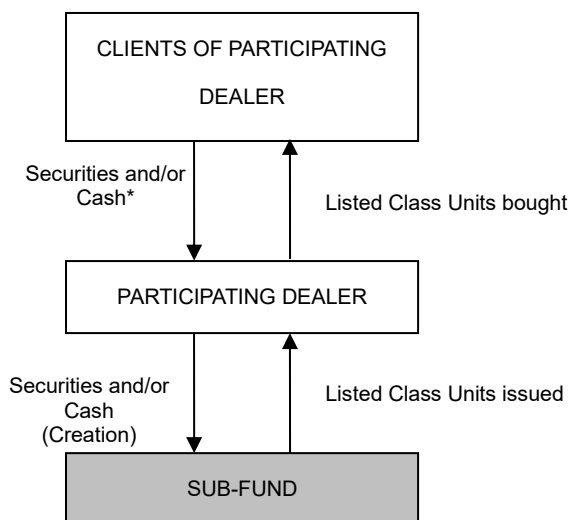 CLIENTS OF PARTICIPATING
DEALER
Securities and/or
Cash*
Listed Class Units bought
PARTICIPATING DEALER
Securities and/or
Cash
(Creation)
Listed Class Units issued
SUB-FUND